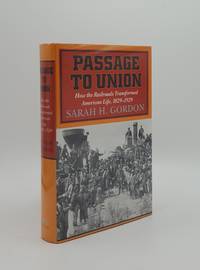 PASSAGE
TO UNION
How the Railroads Transformed
American Life, 1829-1929
SARAH H. GORDON